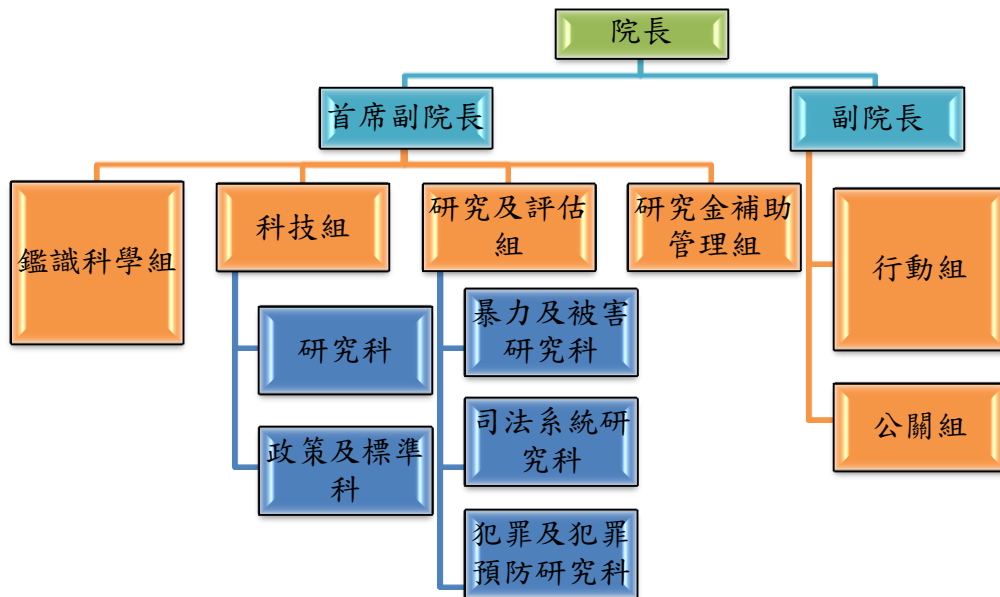 院長
首席副院長
副院長
鑑識科學組
科技組
研究及評估
組
研究金補助
管理組
行動組
研究科
暴力及被害
研究科
政策及標準
科
司法系統研
究科
公關組
犯罪及犯罪
預防研究科